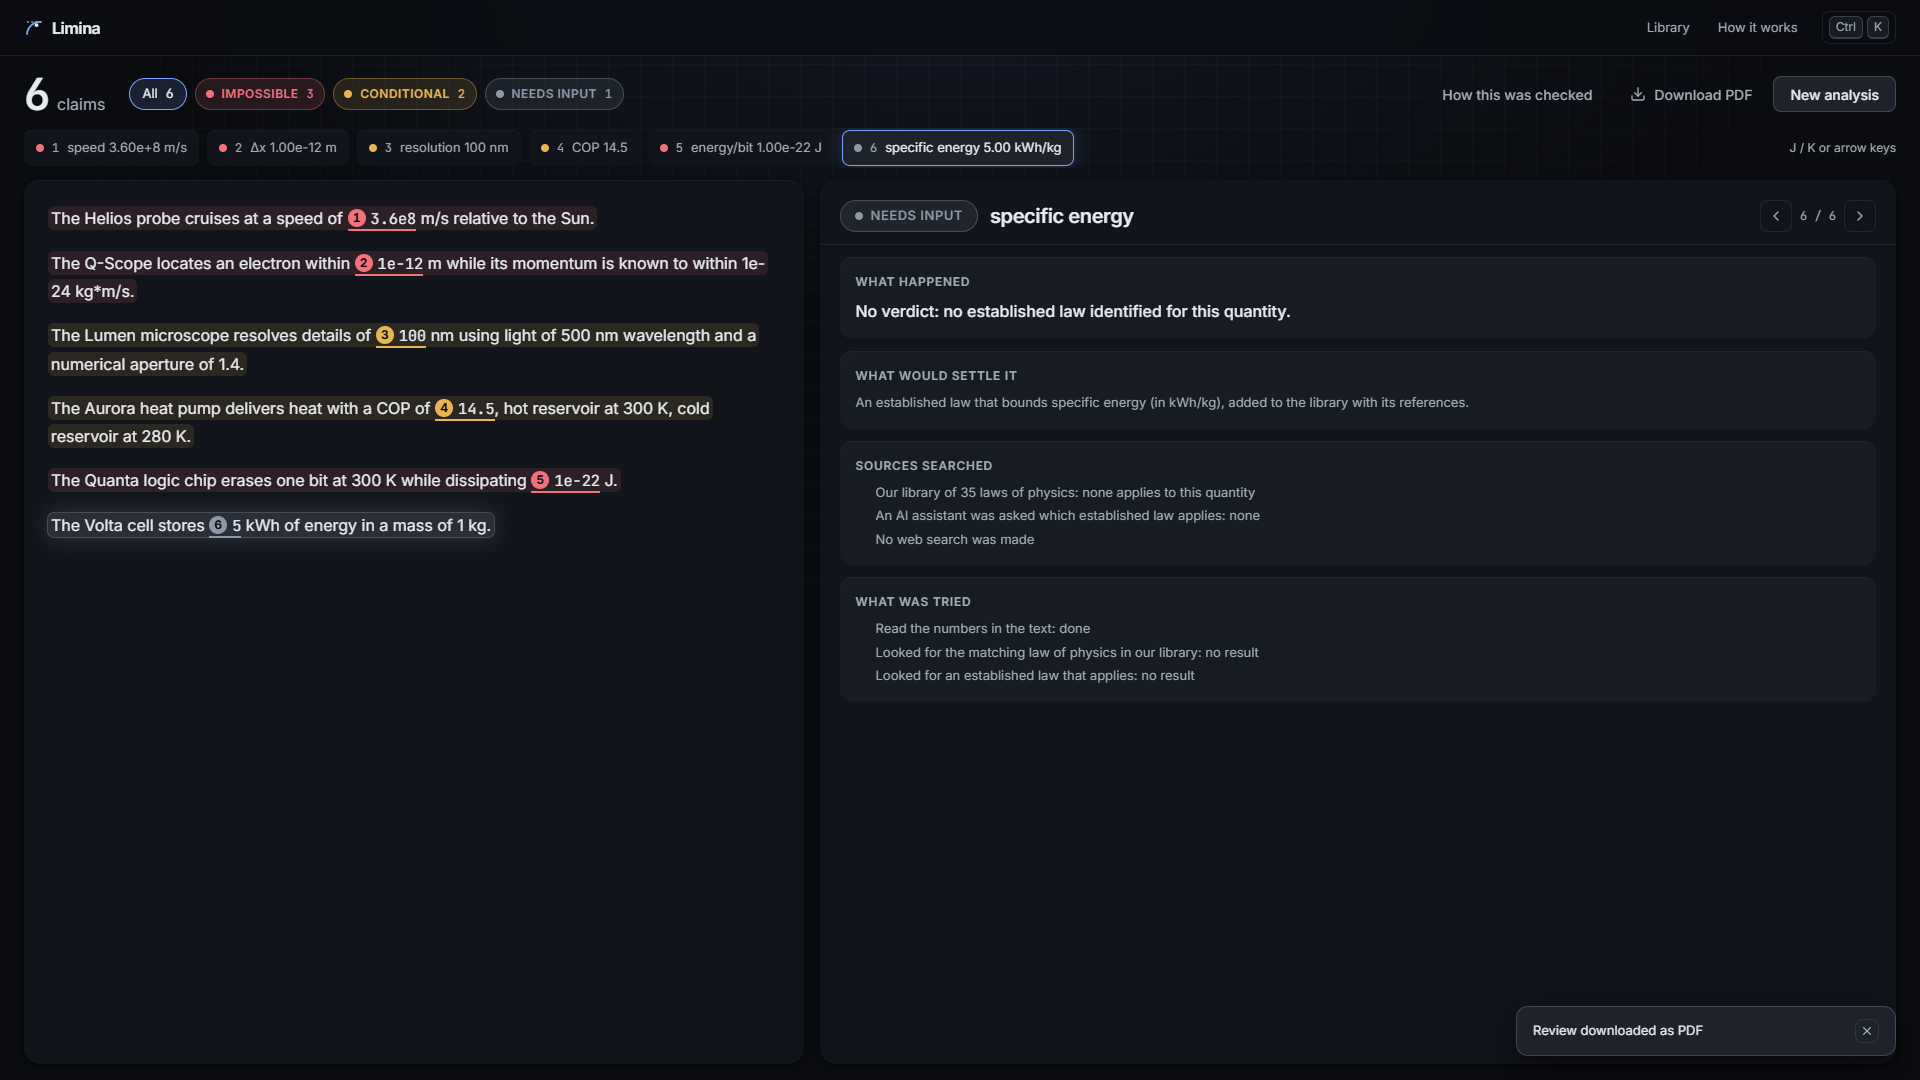 Limina
Library How it works Ctrl K
6 claims All 6 IMPOSSIBLE 3 CONDITIONAL 2 NEEDS INPUT 1 How this was checked Download PDF New analysis
1 speed 3.60e+8 m/s 2 Δx 1.00e-12 m 3 resolution 100 nm 4 COP 14.5 5 energy/bit 1.00e-22 J 6 specific energy 5.00 kWh/kg J / K or arrow keys
The Helios probe cruises at a speed of 1 3.6e8 m/s relative to the Sun.
The Q-Scope locates an electron within 2 1e-12 m while its momentum is known to within 1e-
24 kg*m/s.
The Lumen microscope resolves details of 3 100 nm using light of 500 nm wavelength and a
numerical aperture of 1.4.
The Aurora heat pump delivers heat with a COP of 4 14.5, hot reservoir at 300 K, cold
reservoir at 280 K.
The Quanta logic chip erases one bit at 300 K while dissipating 5 1e-22 J.
The Volta cell stores 6 5 kWh of energy in a mass of 1 kg.
NEEDS INPUT specific energy 6 / 6
WHAT HAPPENED
No verdict: no established law identified for this quantity.
WHAT WOULD SETTLE IT
An established law that bounds specific energy (in kWh/kg), added to the library with its references.
SOURCES SEARCHED
Our library of 35 laws of physics: none applies to this quantity
An AI assistant was asked which established law applies: none
No web search was made
WHAT WAS TRIED
Read the numbers in the text: done
Looked for the matching law of physics in our library: no result
Looked for an established law that applies: no result
Review downloaded as PDF